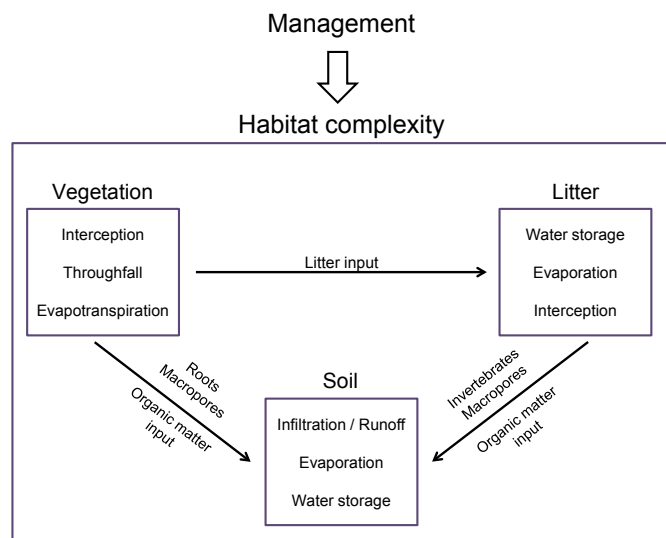 Management
Habitat complexity
Vegetation
Interception
Throughfall
Evapotranspiration
Litter input
Litter
Water storage
Evaporation
Interception
Roots
Macropores
Organic matter
input
Soil
Infiltration / Runoff
Evaporation
Water storage
Invertebrates
Macropores
Organic matter
input